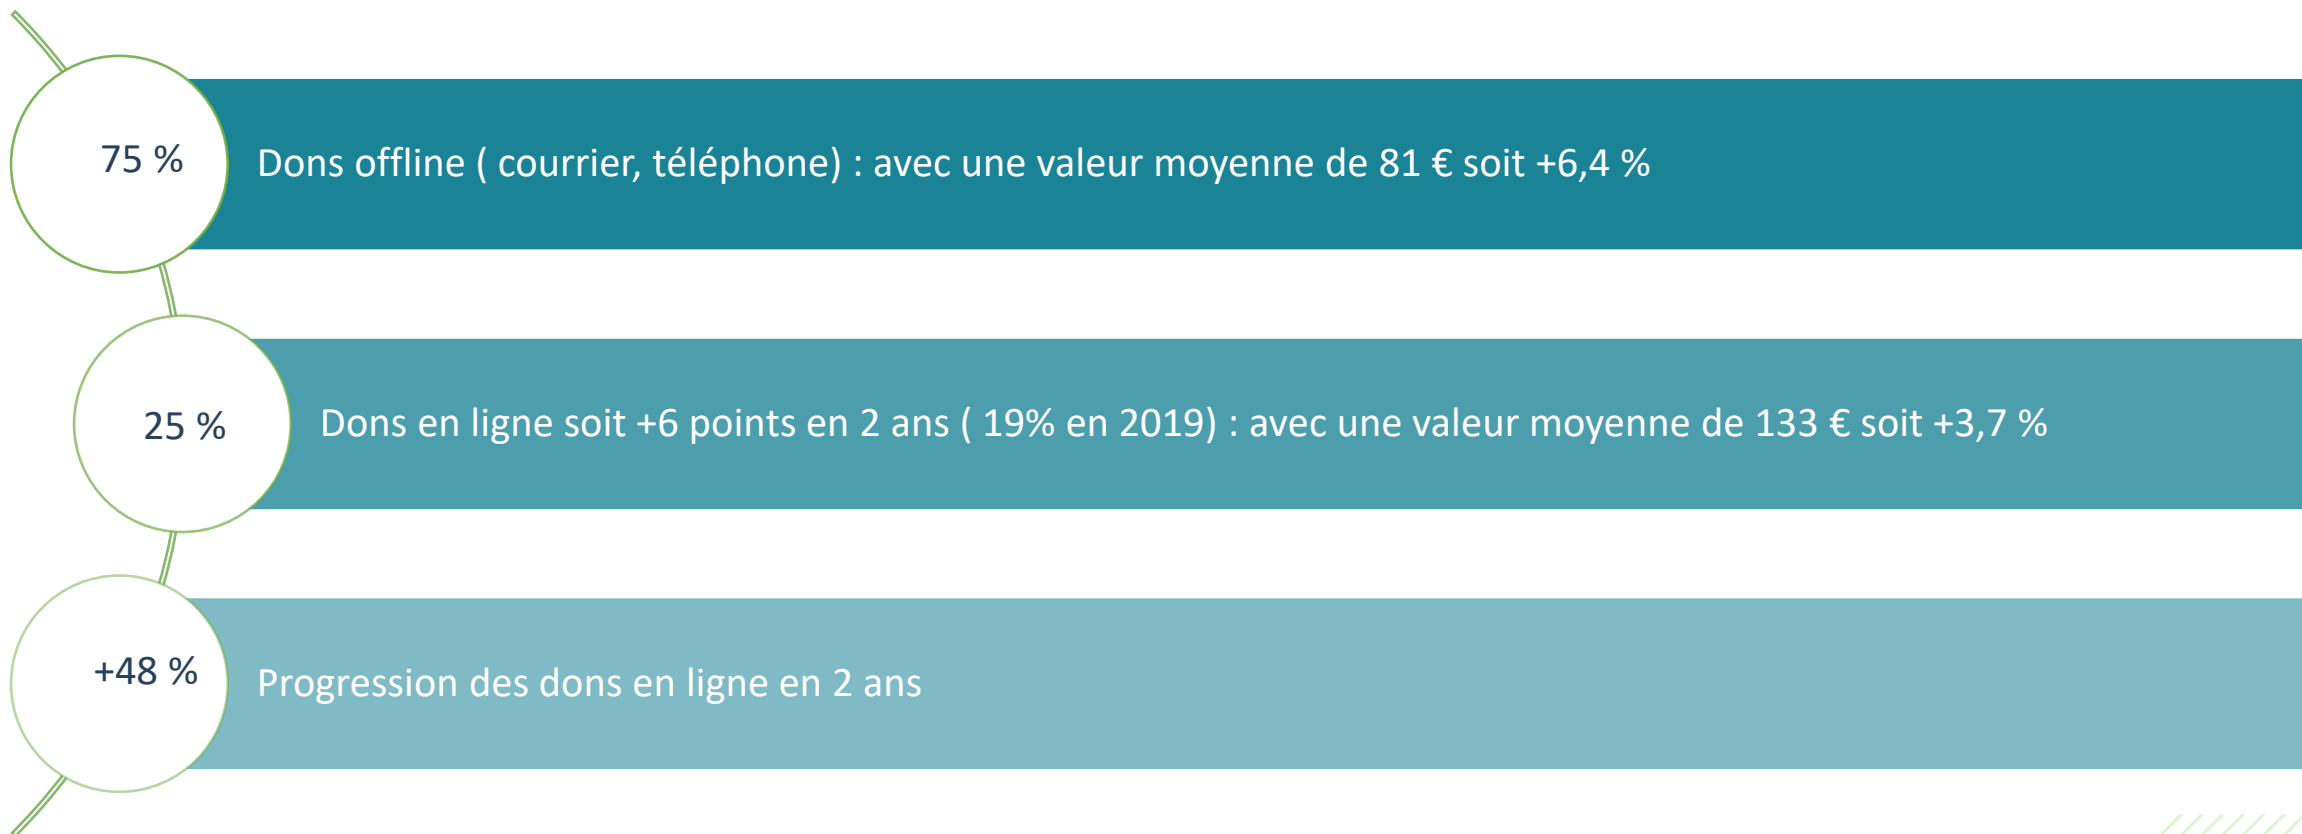 75 %
Dons offline ( courrier, téléphone) : avec une valeur moyenne de 81 € soit +6,4 %
25 %
Dons en ligne soit +6 points en 2 ans ( 19% en 2019) : avec une valeur moyenne de 133 € soit +3,7 %
+48 %
Progression des dons en ligne en 2 ans